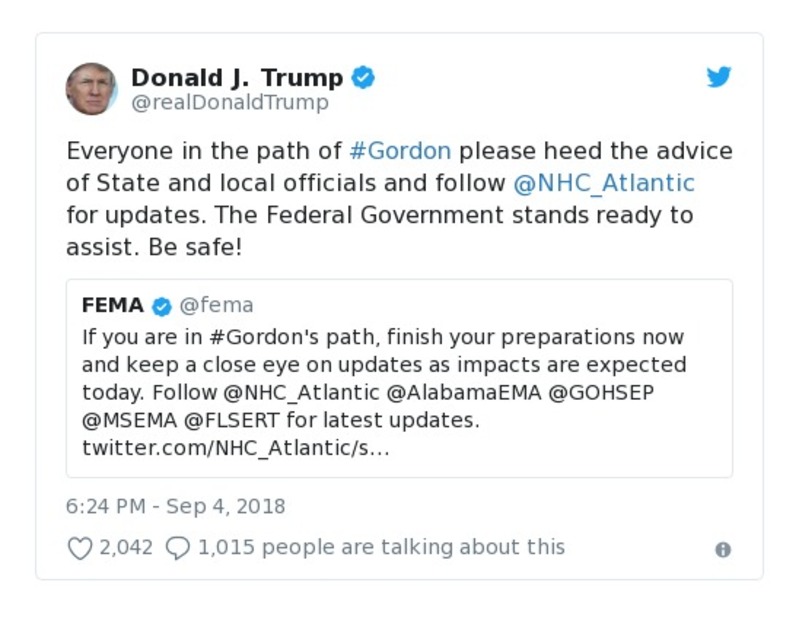 Donald J. Trump
@realDonaldTrump
Everyone in the path of #Gordon please heed the advice
of State and local officials and follow @NHC_Atlantic
for updates. The Federal Government stands ready to
assist. Be safe!
FEMA @fema
If you are in #Gordon's path, finish your preparations now
and keep a close eye on updates as impacts are expected
today. Follow @NHC_Atlantic @AlabamaEMA @GOHSEP
@MSEMA @FLSERT for latest updates.
twitter.com/NHC_Atlantic/s…
6:24 PM - Sep 4, 2018
2,042 1,015 people are talking about this